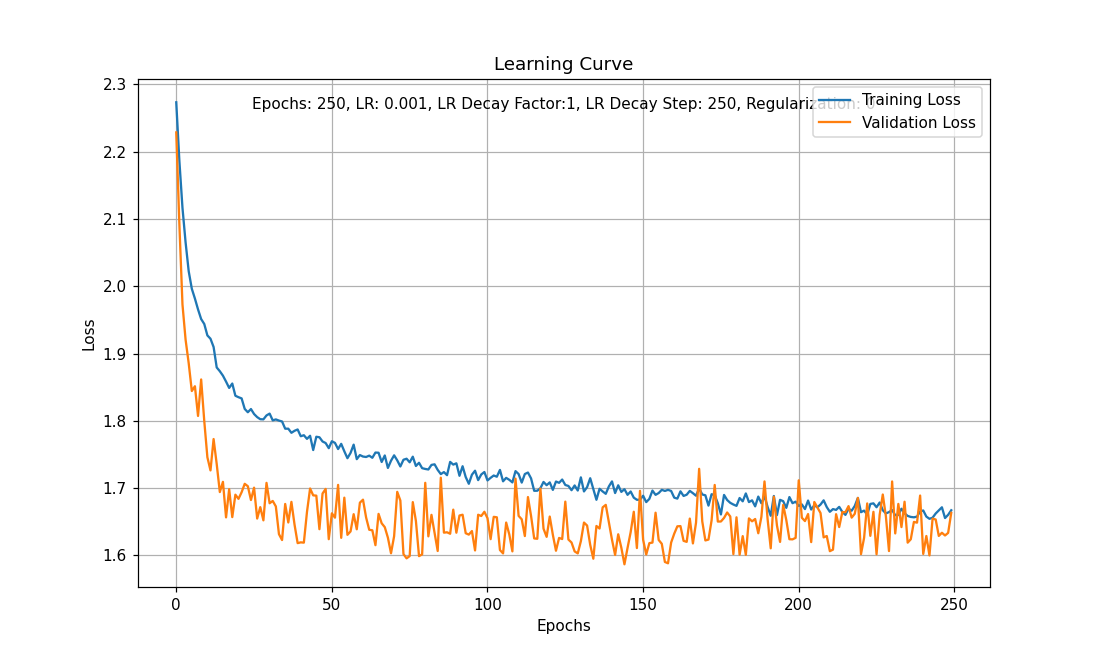 Learning Curve
2.3
Epochs: 250, LR: 0.001, LR Decay Factor:1, LR Decay Step: 250, Regularization: 0
Training Loss
Validation Loss
2.2
2.1
2.0
1.9
1.8
1.7
1.6
Loss
0 50 100 150 200 250
Epochs